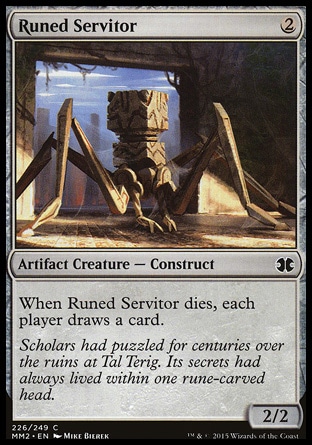 Runed Servitor 2
Artifact Creature — Construct
When Runed Servitor dies, each
player draws a card.
Scholars had puzzled for centuries over
the ruins at Tal Terig. Its secrets had
always lived within one rune-carved
head.
2/2
226/249 C
MM2 • EN Mike Bierek
™ & © 2015 Wizards of the Coast